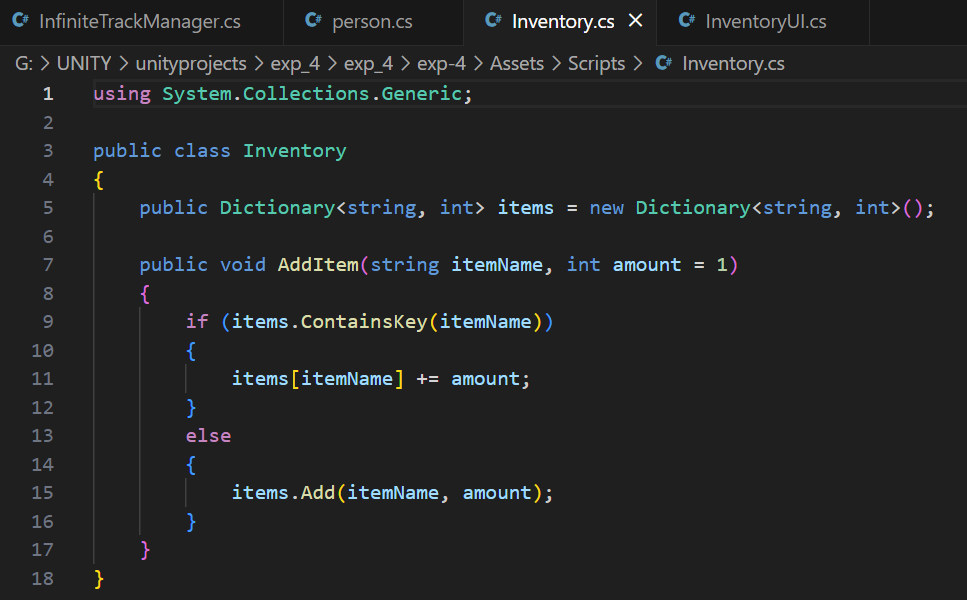 C# InfiniteTrackManager.cs C# person.cs C# Inventory.cs × C# InventoryUI.cs
G: > UNITY > unityprojects > exp_4 > exp_4 > exp-4 > Assets > Scripts > C# Inventory.cs
1 using System.Collections.Generic;
2
3 public class Inventory
4 {
5     public Dictionary<string, int> items = new Dictionary<string, int>();
6
7     public void AddItem(string itemName, int amount = 1)
8     {
9         if (items.ContainsKey(itemName))
10         {
11             items[itemName] += amount;
12         }
13         else
14         {
15             items.Add(itemName, amount);
16         }
17     }
18 }